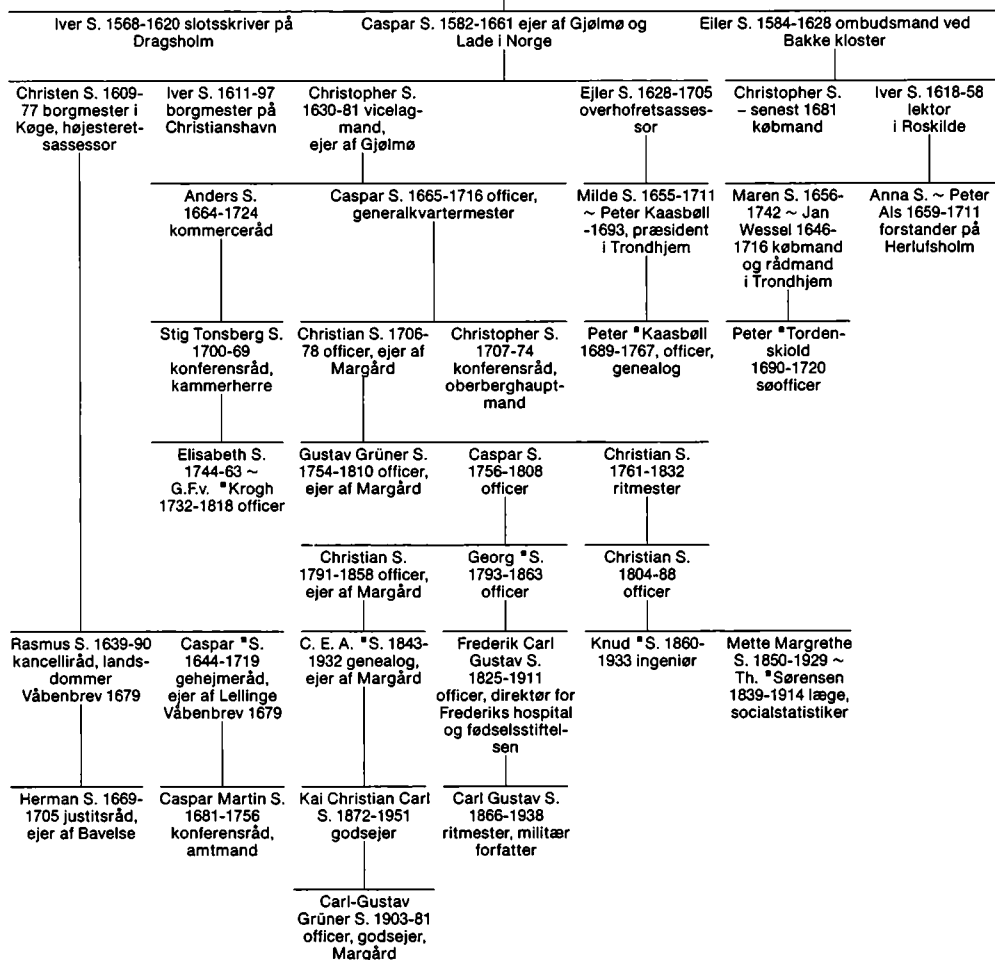 Iver S. 1568-1620 slotsskriver på
Dragsholm
Caspar S. 1582-1661 ejer af Gjølmø og
Lade i Norge
Eiler S. 1584-1628 ombudsmand ved
Bakke kloster
Christen S. 1609-
77 borgmester i
Køge, højesteret-
sassessor
Iver S. 1611-97
borgmester på
Christianshavn
Christopher S.
1630-81 vicelag-
mand,
ejer af Gjølmø
Ejler S. 1628-1705
overhofretsasses-
sor
Christopher S.
– senest 1681
købmand
Iver S. 1618-58
lektor
i Roskilde
Anders S.
1664-1724
kommerceråd
Caspar S. 1665-1716 officer,
generalkvartermester
Milde S. 1655-1711
~ Peter Kaasbøll
-1693, præsident
i Trondhjem
Maren S. 1656-
1742 ~ Jan
Wessel 1646-
1716 købmand
og rådmand
i Trondhjem
Anna S. ~ Peter
Als 1659-1711
forstander på
Herlufsholm
Stig Tonsberg S.
1700-69
konferensråd,
kammerherre
Christian S. 1706-
78 officer, ejer af
Margård
Christopher S.
1707-74
konferensråd,
oberberghaupt-
mand
Peter ▪Kaasbøll
1689-1767, officer,
genealog
Peter ▪Torden-
skiold
1690-1720
søofficer
Elisabeth S.
1744-63 ~
G.F.v. ▪Krogh
1732-1818 officer
Gustav Grüner S.
1754-1810 officer,
ejer af Margård
Caspar S.
1756-1808
officer
Christian S.
1761-1832
ritmester
Christian S.
1791-1858 officer,
ejer af Margård
Georg ▪S.
1793-1863
officer
Christian S.
1804-88
officer
Rasmus S. 1639-90
kancelliråd, lands-
dommer
Våbenbrev 1679
Caspar ▪S.
1644-1719
gehejmeråd,
ejer af Lellinge
Våbenbrev 1679
C. E. A. ▪S. 1843-
1932 genealog,
ejer af Margård
Frederik Carl
Gustav S.
1825-1911
officer, direktør for
Frederiks hospital
og fødselsstiftel-
sen
Knud ▪S. 1860-
1933 ingeniør
Mette Margrethe
S. 1850-1929 ~
Th. ▪Sørensen
1839-1914 læge,
socialstatistiker
Herman S. 1669-
1705 justitsråd,
ejer af Bavelse
Caspar Martin S.
1681-1756
konferensråd,
amtmand
Kai Christian Carl
S. 1872-1951
godsejer
Carl Gustav S.
1866-1938
ritmester, militær
forfatter
Carl-Gustav
Grüner S. 1903-81
officer, godsejer,
Margård